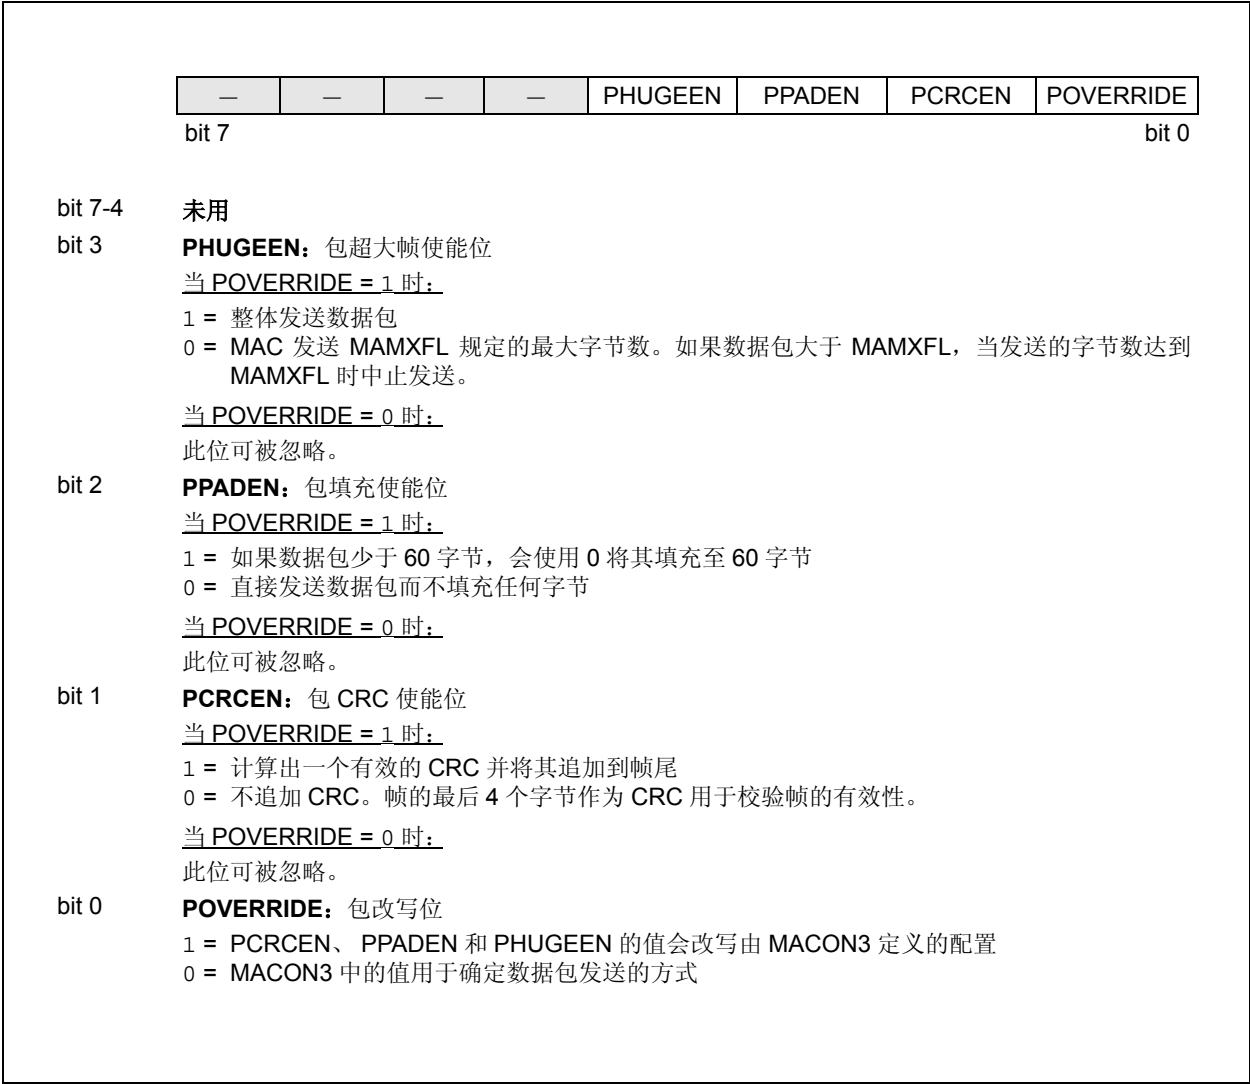 — — — — PHUGEEN PPADEN PCRCEN POVERRIDE
bit 7 bit 0
bit 7-4 未用
bit 3 PHUGEEN：包超大帧使能位
当 POVERRIDE = 1 时：
1 = 整体发送数据包
0 = MAC 发送 MAMXFL 规定的最大字节数。如果数据包大于 MAMXFL，当发送的字节数达到
MAMXFL 时中止发送。
当 POVERRIDE = 0 时：
此位可被忽略。
bit 2 PPADEN：包填充使能位
当 POVERRIDE = 1 时：
1 = 如果数据包少于 60 字节，会使用 0 将其填充至 60 字节
0 = 直接发送数据包而不填充任何字节
当 POVERRIDE = 0 时：
此位可被忽略。
bit 1 PCRCEN：包 CRC 使能位
当 POVERRIDE = 1 时：
1 = 计算出一个有效的 CRC 并将其追加到帧尾
0 = 不追加 CRC。帧的最后 4 个字节作为 CRC 用于校验帧的有效性。
当 POVERRIDE = 0 时：
此位可被忽略。
bit 0 POVERRIDE：包改写位
1 = PCRCEN、 PPADEN 和 PHUGEEN 的值会改写由 MACON3 定义的配置
0 = MACON3 中的值用于确定数据包发送的方式